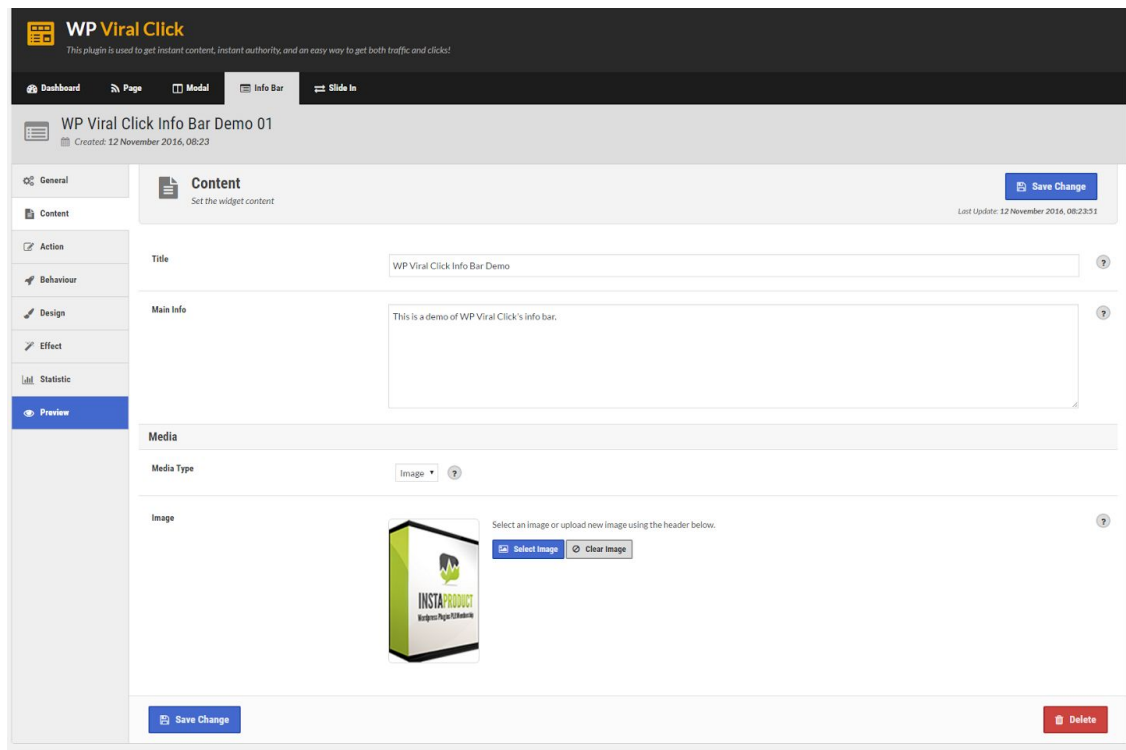 WP Viral Click
This plugin is used to get instant content, instant authority, and an easy way to get both traffic and clicks!
Dashboard Page Modal Info Bar Slide In
WP Viral Click Info Bar Demo 01
Created: 12 November 2016, 08:23
General
Content
Action
Behaviour
Design
Effect
Statistic
Preview
Content
Set the widget content
Save Change
Last Update: 12 November 2016, 08:23:51
Title
WP Viral Click Info Bar Demo
?
Main Info
This is a demo of WP Viral Click's info bar.
?
Media
Media Type
Image
?
Image
INSTAPRODUCT
Wordpress Plugins PLR Membership
Select an image or upload new image using the header below.
Select Image Clear Image
?
Save Change
Delete